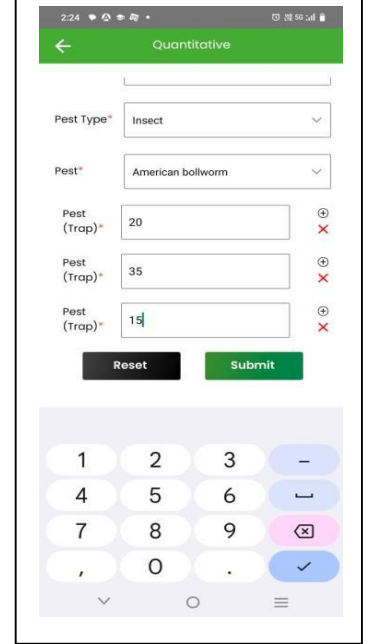 2:24
5G
Quantitative
Pest Type* Insect
Pest* American bollworm
Pest (Trap)* 20
Pest (Trap)* 35
Pest (Trap)* 15
Reset Submit
1 2 3 –
4 5 6
7 8 9
, 0 .